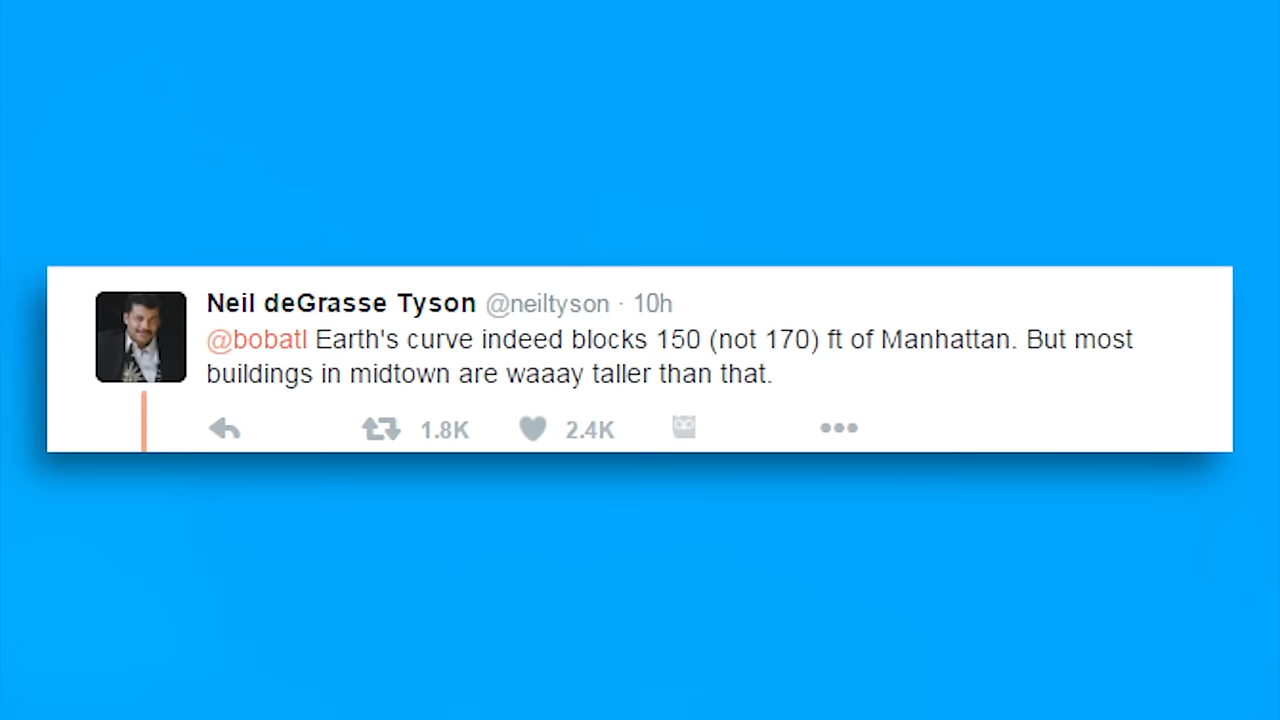 Neil deGrasse Tyson @neiltyson · 10h
@bobatl Earth's curve indeed blocks 150 (not 170) ft of Manhattan. But most
buildings in midtown are waaay taller than that.
1.8K 2.4K